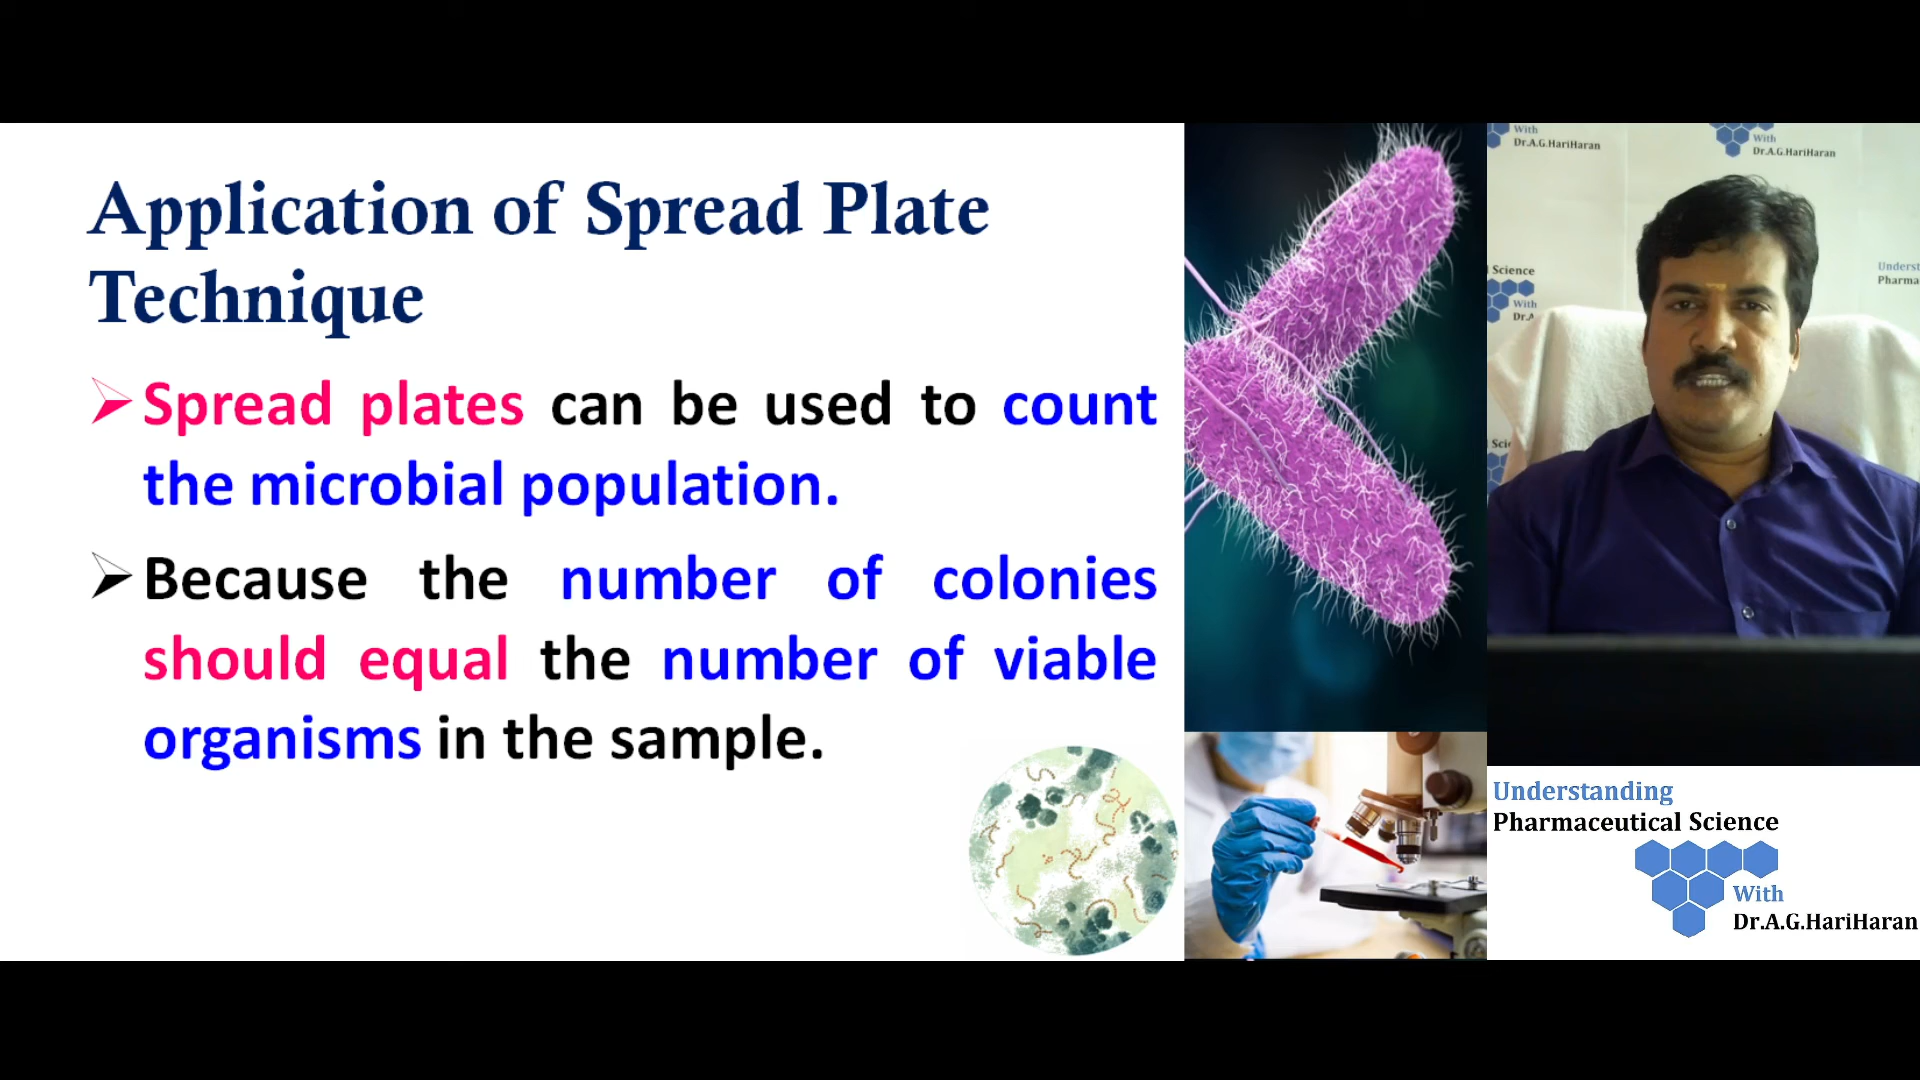 Application of Spread Plate
Technique
Spread plates can be used to count
the microbial population.
Because the number of colonies
should equal the number of viable
organisms in the sample.
With
Dr.A.G.HariHaran
With
Dr.A.G.HariHaran
Science
With
Understanding
Pharmaceutical Science
With
Dr.A.G.HariHaran